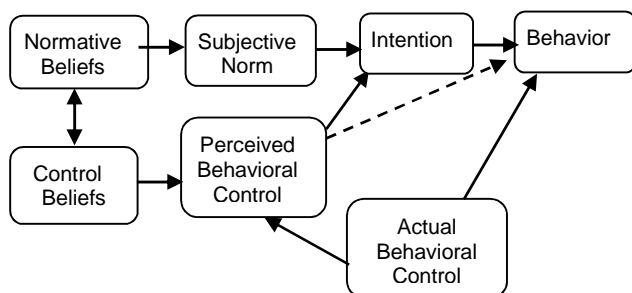 Normative
Beliefs
Subjective
Norm
Intention
Behavior
Control
Beliefs
Perceived
Behavioral
Control
Actual
Behavioral
Control